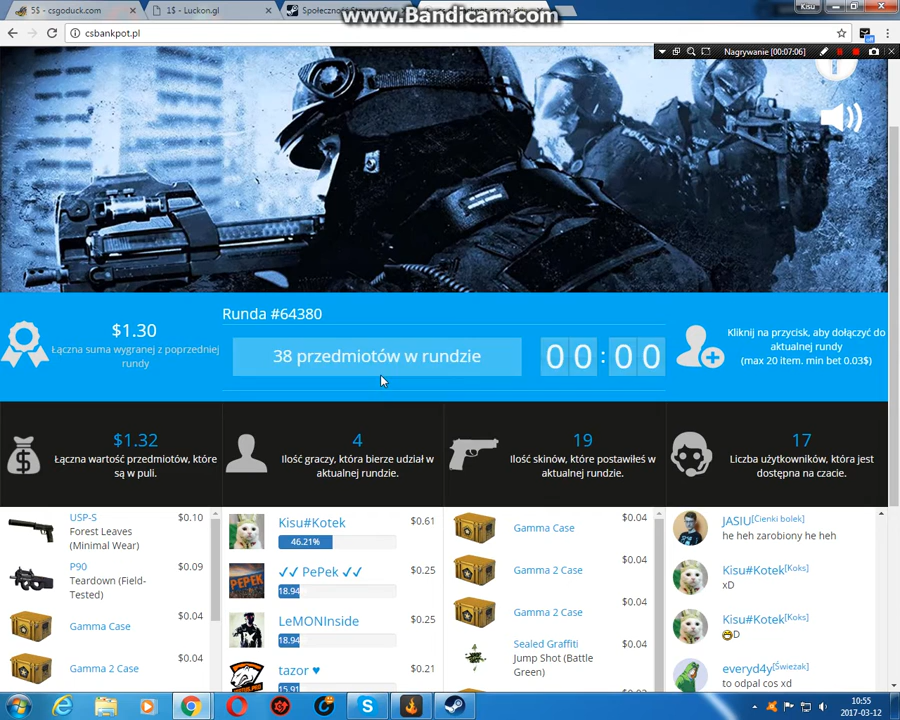 5$ - csgoduck.com
1$ - Luckon.gl
Społeczność
www.Bandicam.com
Kisu
csbankpot.pl
Nagrywanie [00:07:06]
POLICE
Runda #64380
$1.30
Łączna suma wygranej z poprzedniej
rundy
38 przedmiotów w rundzie
00:00
Kliknij na przycisk, aby dołączyć do
aktualnej rundy
(max 20 item. min bet 0.03$)
$1.32
Łączna wartość przedmiotów, które
są w puli.
4
Ilość graczy, która bierze udział w
aktualnej rundzie.
19
Ilość skinów, które postawiłeś w
aktualnej rundzie.
17
Liczba użytkowników, która jest
dostępna na czacie.
USP-S $0.10
Forest Leaves
(Minimal Wear)
P90 $0.09
Teardown (Field-
Tested)
Gamma Case $0.04
Gamma 2 Case $0.04
Kisu#Kotek $0.61
46.21%
✓✓ PePek ✓✓ $0.25
18.94
LeMONInside $0.25
18.94
tazor ♥ $0.21
15.91
Gamma Case $0.04
Gamma 2 Case $0.04
Gamma 2 Case $0.04
Sealed Graffiti $0.04
Jump Shot (Battle
Green)
JASIU[Cienki bolek]
he heh zarobiony he heh
Kisu#Kotek[Koks]
xD
Kisu#Kotek[Koks]
D
everyd4y[Świeżak]
to odpal cos xd
10:55
2017-03-12